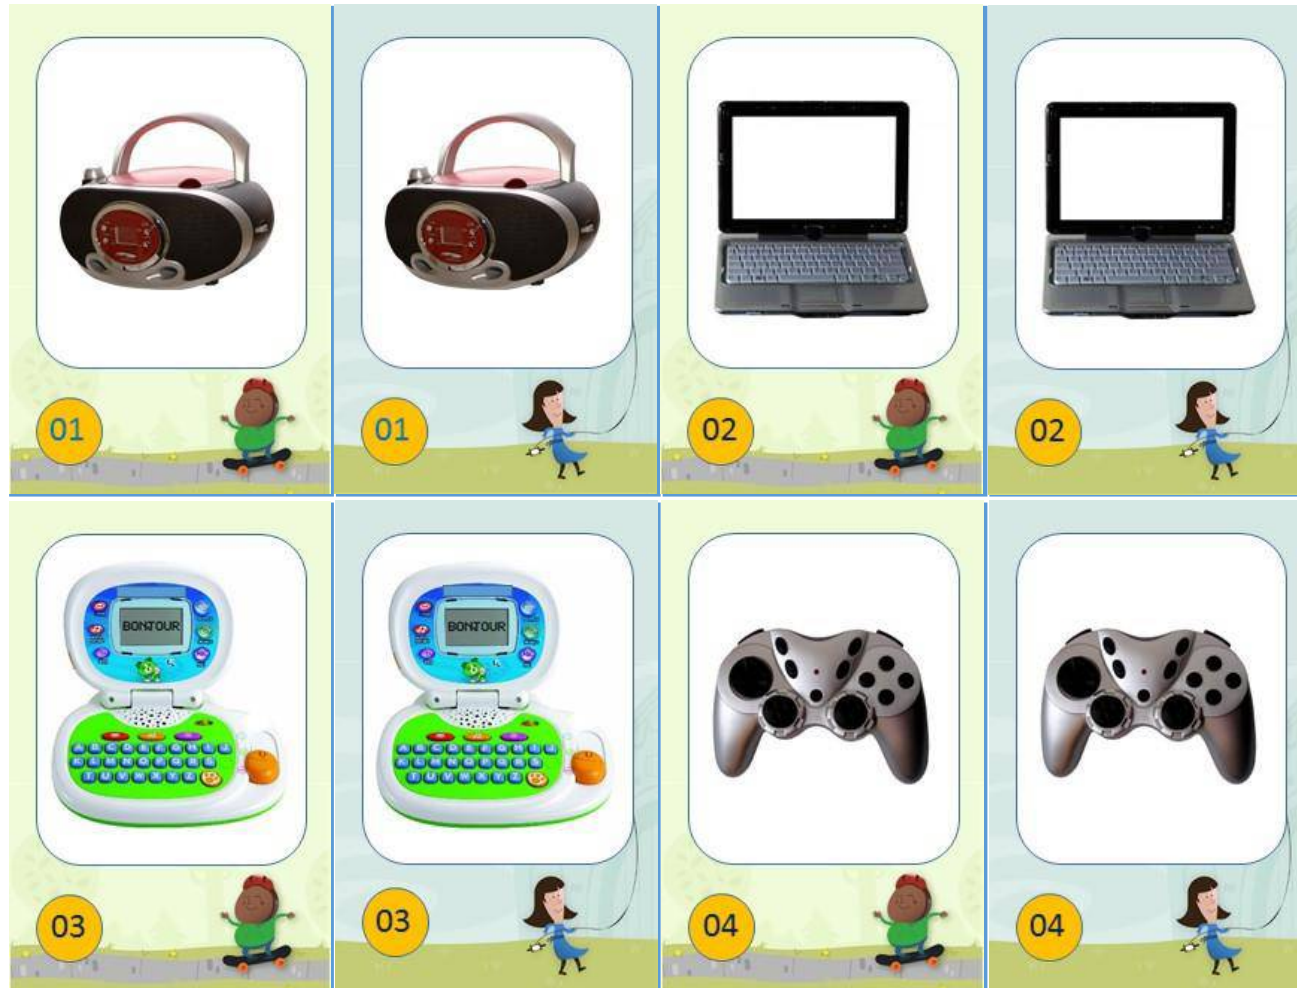 01
01
02
02
BONJOUR
BONJOUR
A B C D E F G H I J
K L M N O P Q R S
T U V W X Y Z
A B C D E F G H I J
K L M N O P Q R S
T U V W X Y Z
03
03
04
04